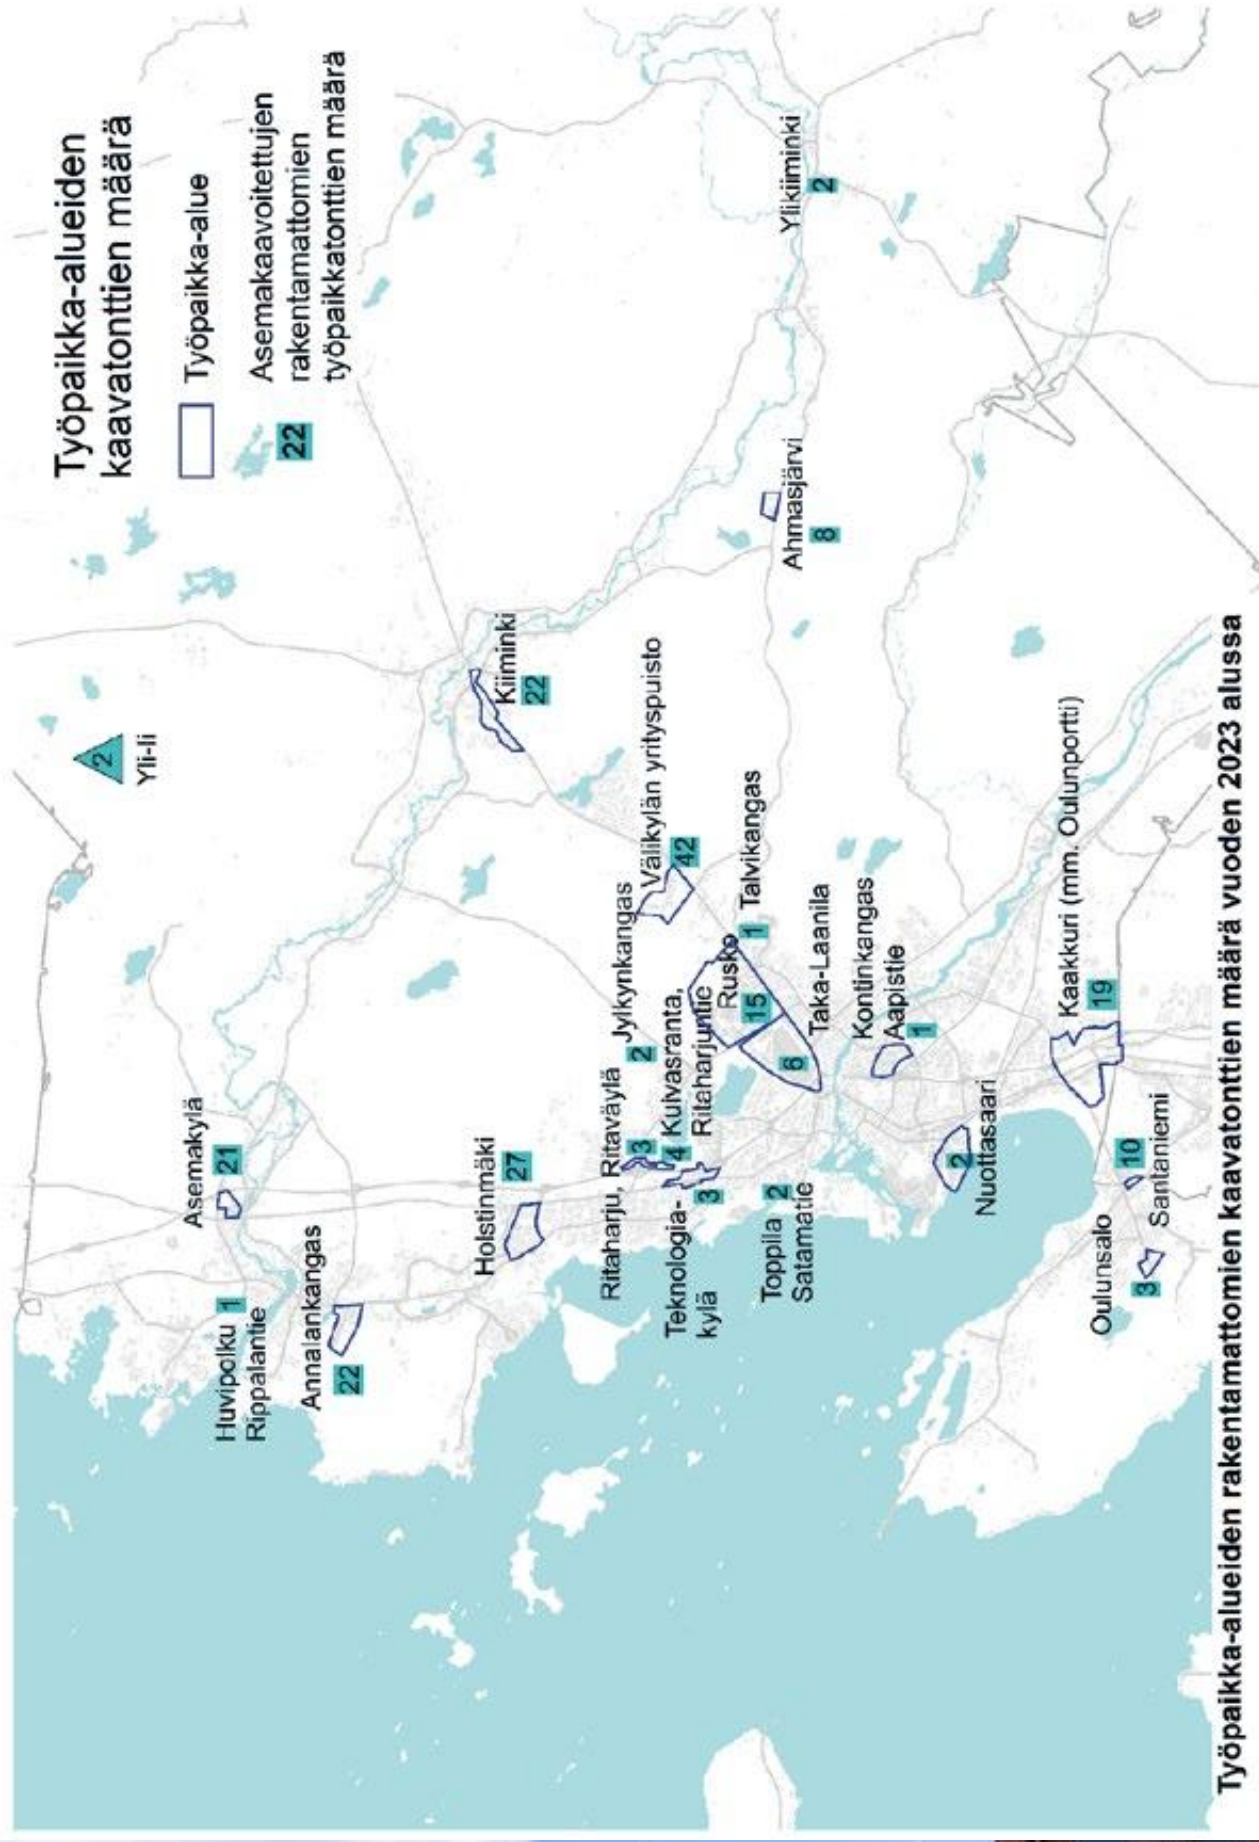 Työpaikka-alueiden
kaavatonttien määrä
Työpaikka-alue
22
Asemakaavoitettujen
rakentamattomien
työpaikkatonttien määrä
2
Yli-Ii
Asemakylä
21
Huvipolku
Rippalantie
1
Annalankangas
22
Kiiminki
22
Holstinmäki
27
Välikylän yrityspuisto
42
Jylkynkangas
2
Ritaharju, Ritaväylä
3
Kuivasranta,
Ritaharjuntie
4
Teknologia-
kylä
3
Rusko
15
Talvikangas
1
Toppila
Satamatie
2
Taka-Laanila
6
Ahmasjärvi
8
Ylikiiminki
2
Kontinkangas
Aapistie
1
Nuottasaari
2
Kaakkuri (mm. Oulunportti)
19
Oulunsalo
3
10
Sanlaniemi
Työpaikka-alueiden rakentamattomien kaavatonttien määrä vuoden 2023 alussa